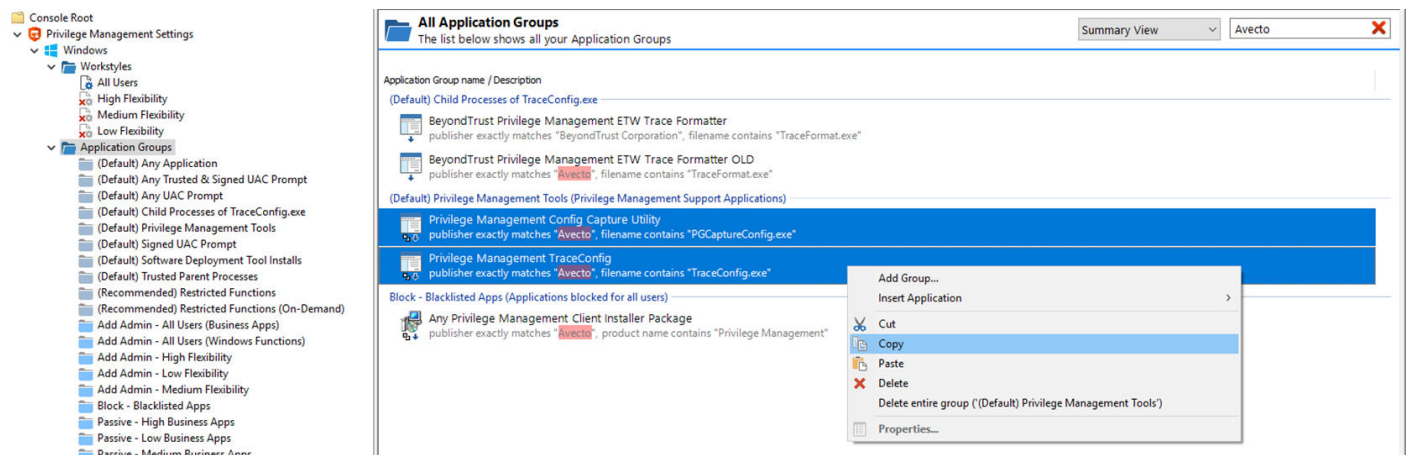 Console Root
Privilege Management Settings
Windows
Workstyles
All Users
High Flexibility
Medium Flexibility
Low Flexibility
Application Groups
(Default) Any Application
(Default) Any Trusted & Signed UAC Prompt
(Default) Any UAC Prompt
(Default) Child Processes of TraceConfig.exe
(Default) Privilege Management Tools
(Default) Signed UAC Prompt
(Default) Software Deployment Tool Installs
(Default) Trusted Parent Processes
(Recommended) Restricted Functions
(Recommended) Restricted Functions (On-Demand)
Add Admin - All Users (Business Apps)
Add Admin - All Users (Windows Functions)
Add Admin - High Flexibility
Add Admin - Low Flexibility
Add Admin - Medium Flexibility
Block - Blacklisted Apps
Passive - High Business Apps
Passive - Low Business Apps
Passive - Medium Business Apps
All Application Groups
The list below shows all your Application Groups
Summary View
Avecto
Application Group name / Description
(Default) Child Processes of TraceConfig.exe
BeyondTrust Privilege Management ETW Trace Formatter
publisher exactly matches "BeyondTrust Corporation", filename contains "TraceFormat.exe"
BeyondTrust Privilege Management ETW Trace Formatter OLD
publisher exactly matches "Avecto", filename contains "TraceFormat.exe"
(Default) Privilege Management Tools (Privilege Management Support Applications)
Privilege Management Config Capture Utility
publisher exactly matches "Avecto", filename contains "PGCaptureConfig.exe"
Privilege Management TraceConfig
publisher exactly matches "Avecto", filename contains "TraceConfig.exe"
Block - Blacklisted Apps (Applications blocked for all users)
Any Privilege Management Client Installer Package
publisher exactly matches "Avecto", product name contains "Privilege Management"
Add Group...
Insert Application
Cut
Copy
Paste
Delete
Delete entire group ('(Default) Privilege Management Tools')
Properties...